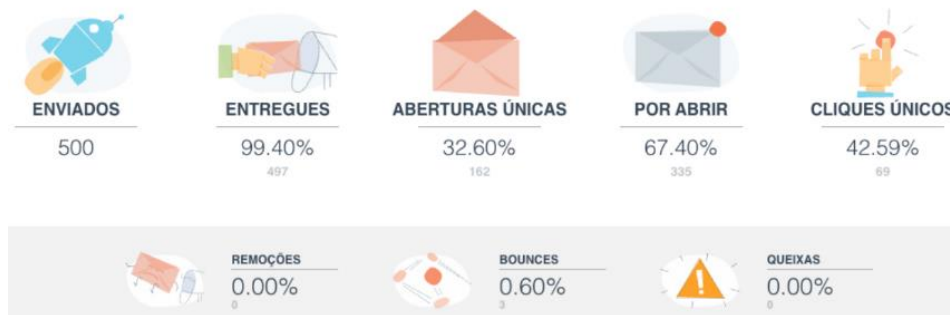 ENVIADOS
500
ENTREGUES
99.40%
497
ABERTURAS ÚNICAS
32.60%
162
POR ABRIR
67.40%
335
CLIQUES ÚNICOS
42.59%
69
REMOÇÕES
0.00%
0
BOUNCES
0.60%
3
QUEIXAS
0.00%
0